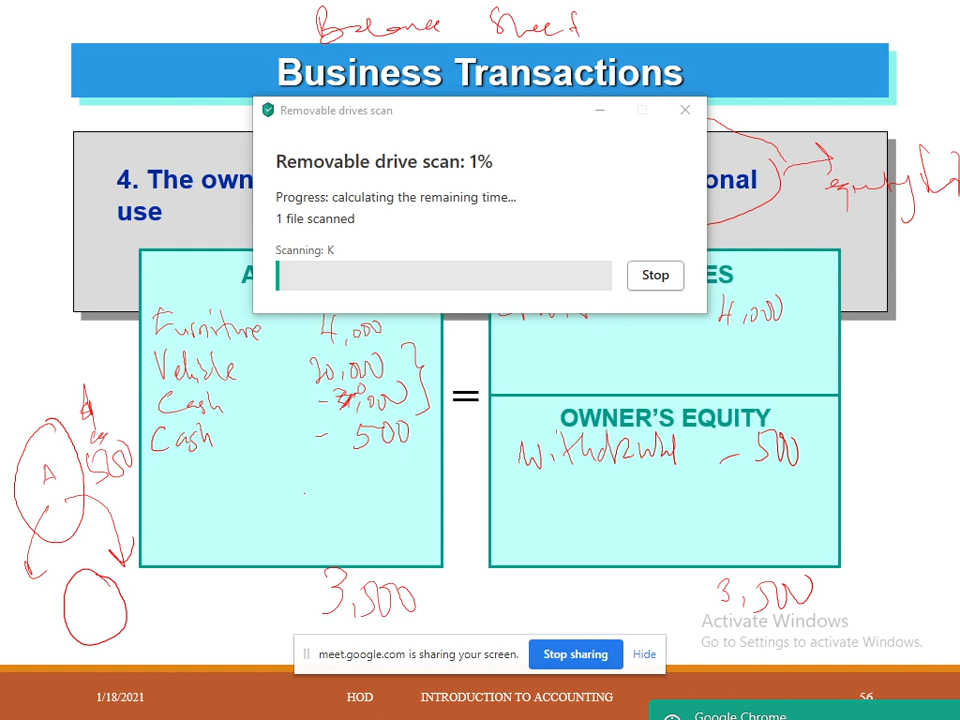 Balance Sheet
Business Transactions
Removable drives scan
Removable drive scan: 1%
Progress: calculating the remaining time...
1 file scanned
Scanning: K
Stop
4. The own onal
use
equity
A ES
4,000
Furniture 4,000
Vehicle 20,000
Cash
Cash - 500
=
OWNER'S EQUITY
Withdrawal - 500
A
3,500 3,500
Activate Windows
Go to Settings to activate Windows.
meet.google.com is sharing your screen. Stop sharing Hide
1/18/2021 HOD INTRODUCTION TO ACCOUNTING 56
Google Chrome